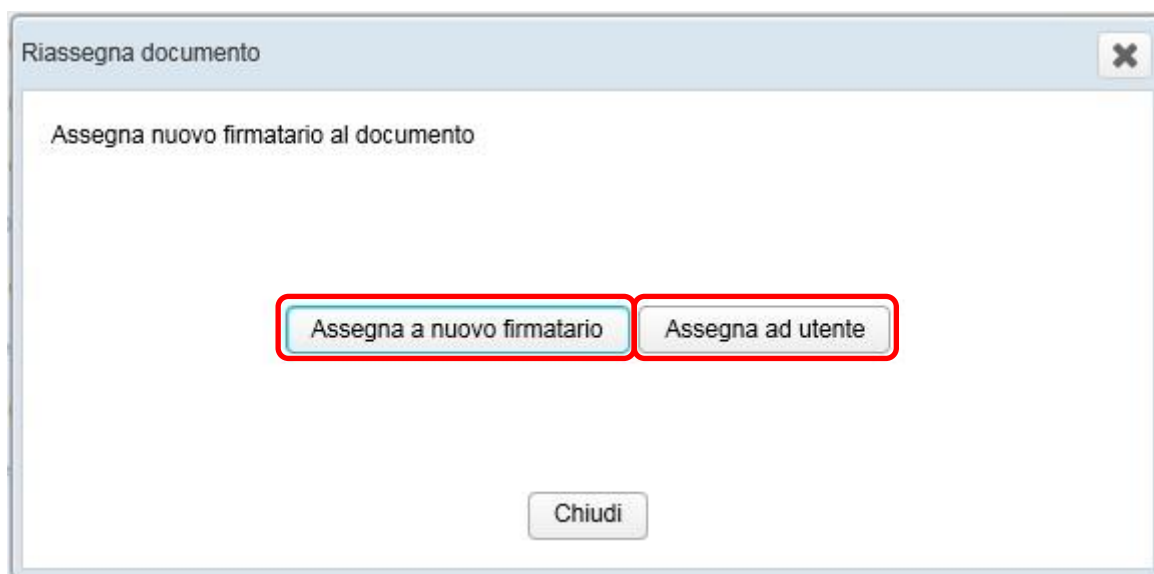 Riassegna documento
Assegna nuovo firmatario al documento
Assegna a nuovo firmatario Assegna ad utente
Chiudi